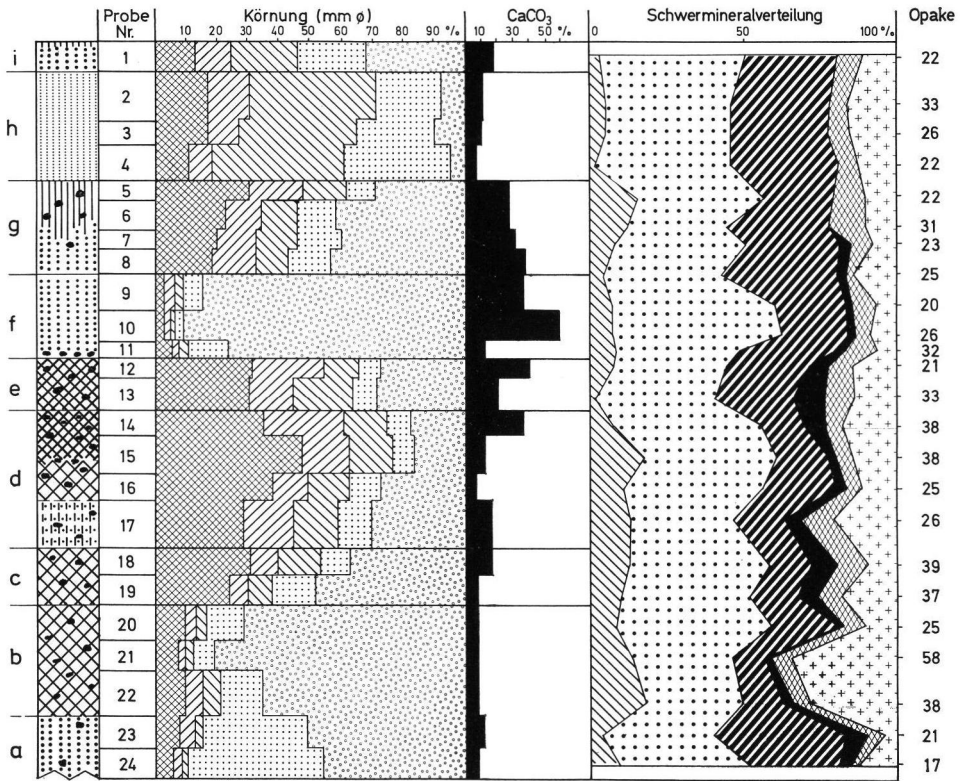 Probe Nr. Körnung (mm ø) CaCO3 Schwermineralverteilung Opake
10 20 30 40 50 60 70 80 90 % 10 30 50 % 0 50 100 %
i 1 22
h 2 33
3 26
4 22
g 5 22
6 31
7 23
8 25
f 9 20
10 26
11 32
e 12 21
13 33
d 14 38
15 38
16 25
17 26
c 18 39
19 37
b 20 25
21 58
22 38
a 23 21
24 17